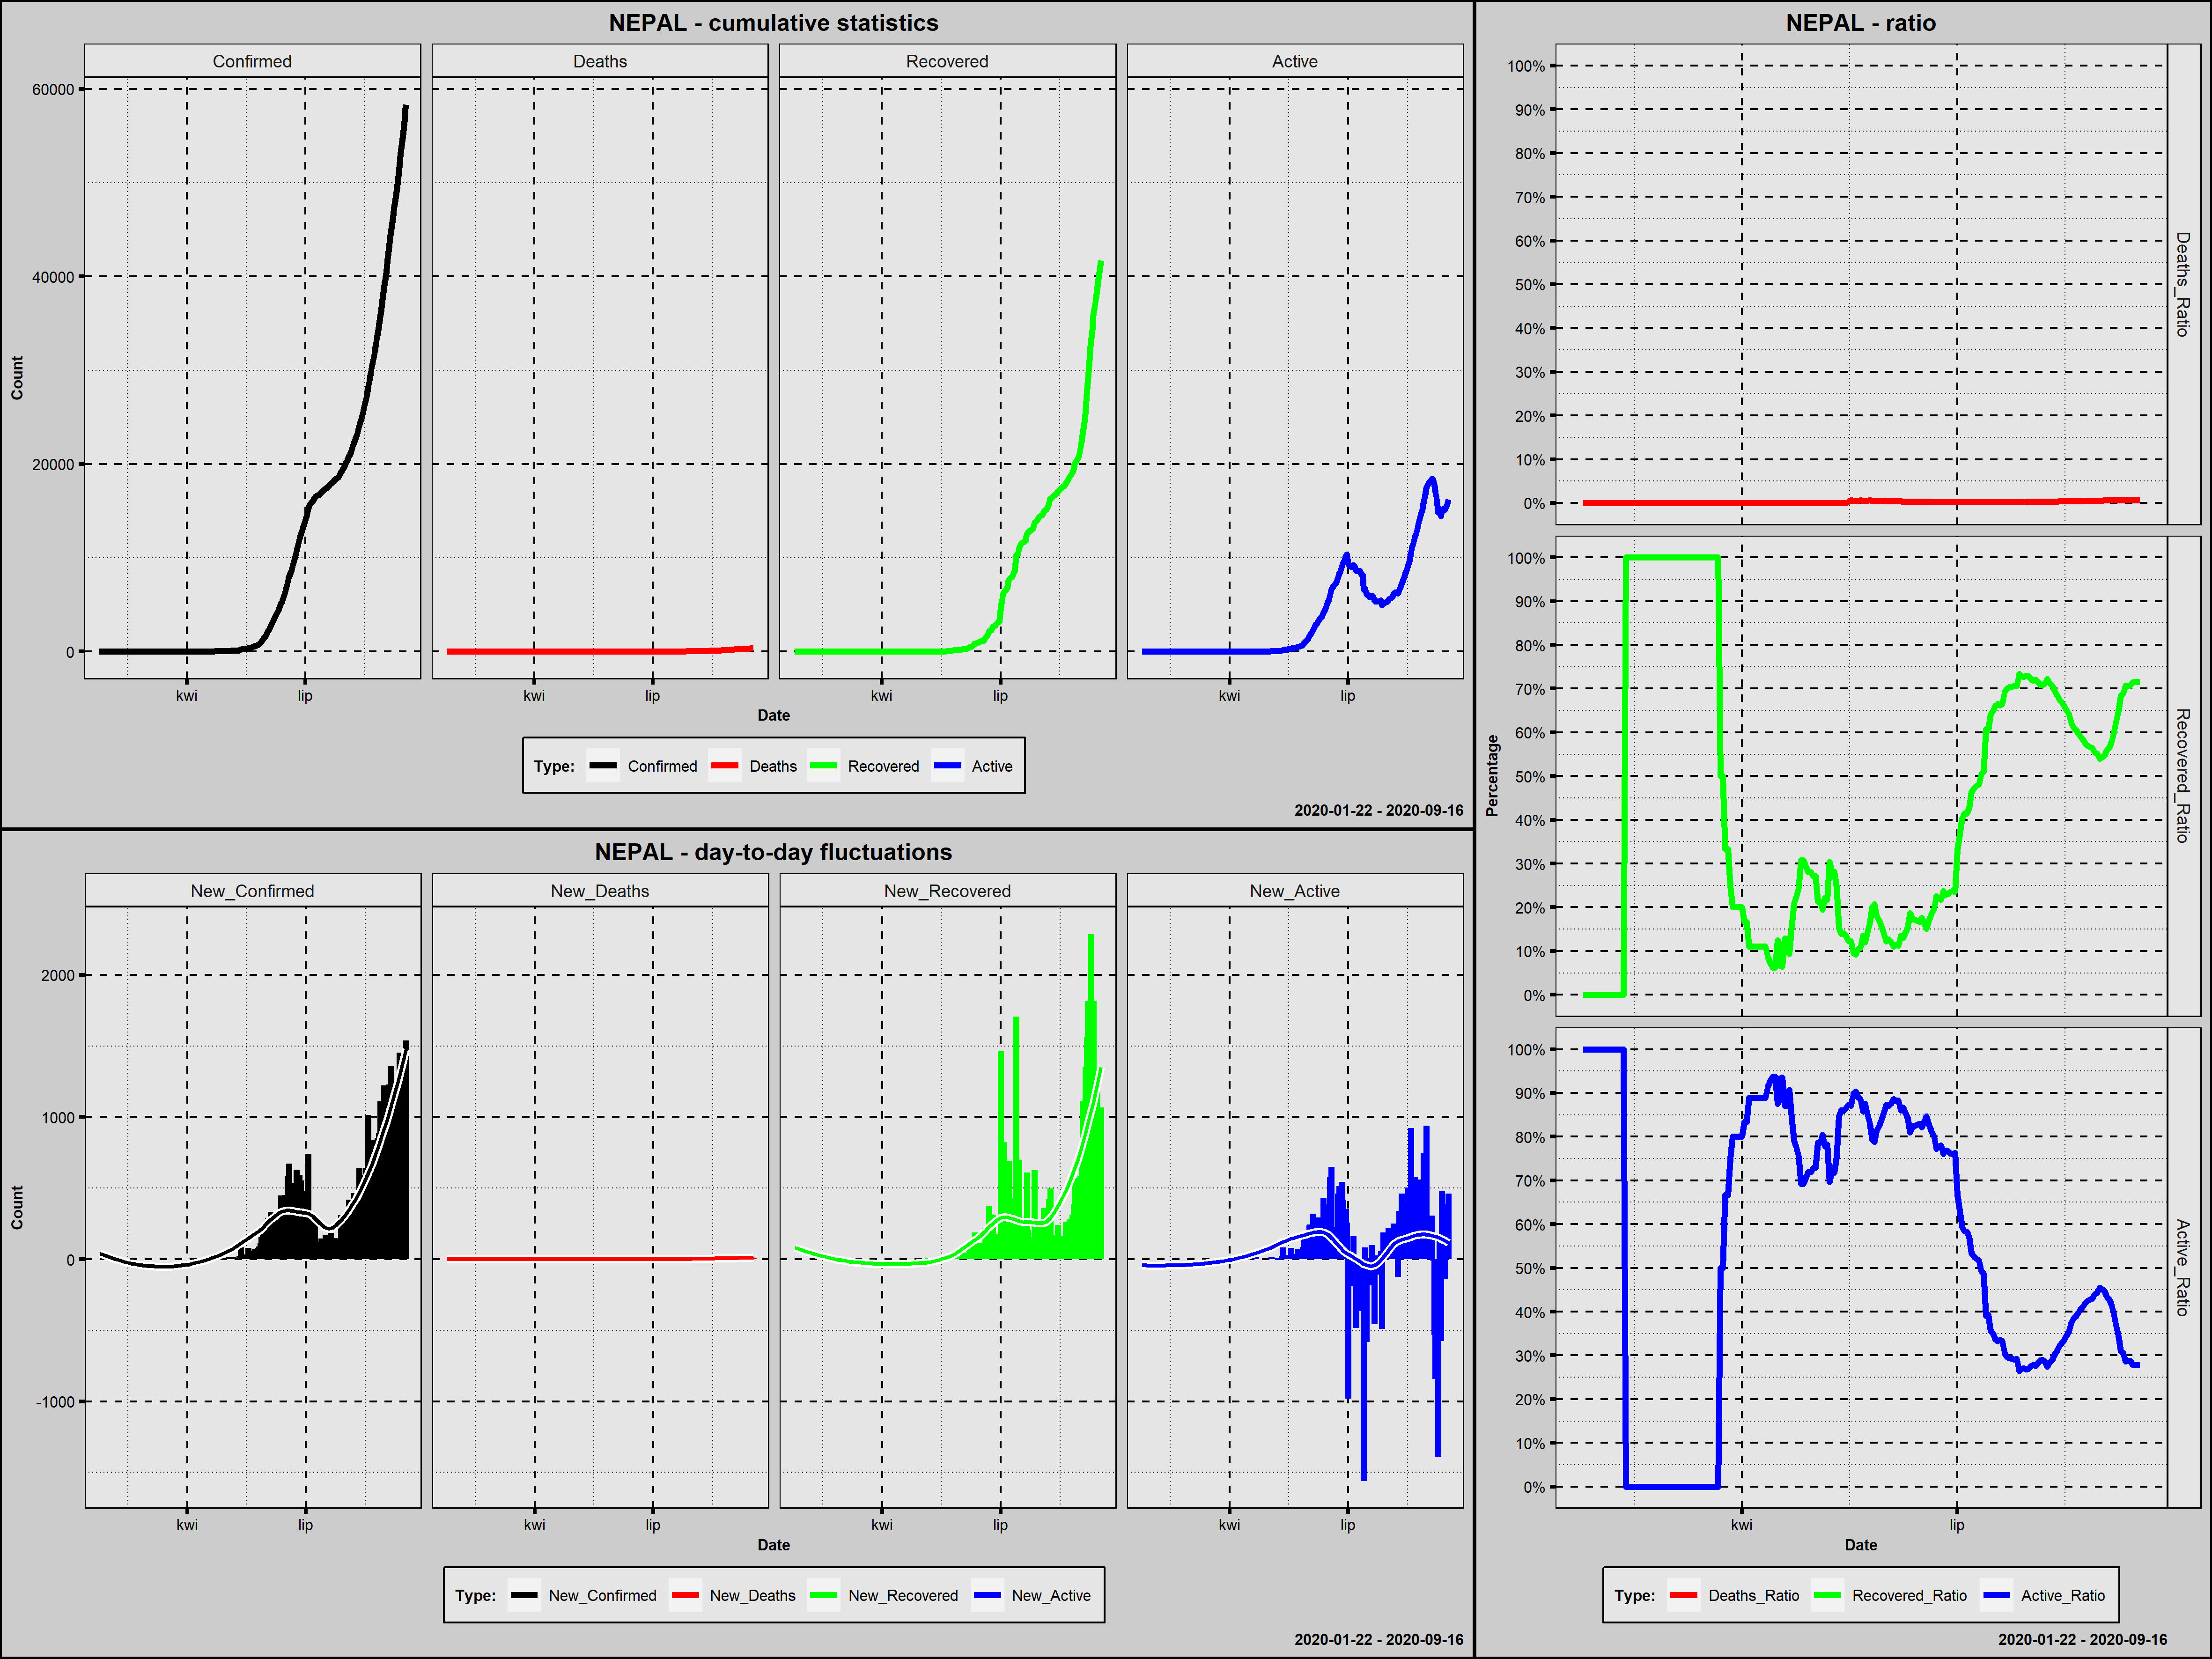 NEPAL - cumulative statistics
Confirmed Deaths Recovered Active
Count
60000
40000
20000
0
kwi lip kwi lip kwi lip kwi lip
Date
Type: Confirmed Deaths Recovered Active
2020-01-22 - 2020-09-16
NEPAL - day-to-day fluctuations
New_Confirmed New_Deaths New_Recovered New_Active
Count
2000
1000
0
-1000
kwi lip kwi lip kwi lip kwi lip
Date
Type: New_Confirmed New_Deaths New_Recovered New_Active
2020-01-22 - 2020-09-16
NEPAL - ratio
Percentage
100%
90%
80%
70%
60%
50%
40%
30%
20%
10%
0%
Deaths_Ratio
100%
90%
80%
70%
60%
50%
40%
30%
20%
10%
0%
Recovered_Ratio
100%
90%
80%
70%
60%
50%
40%
30%
20%
10%
0%
Active_Ratio
kwi lip
Date
Type: Deaths_Ratio Recovered_Ratio Active_Ratio
2020-01-22 - 2020-09-16